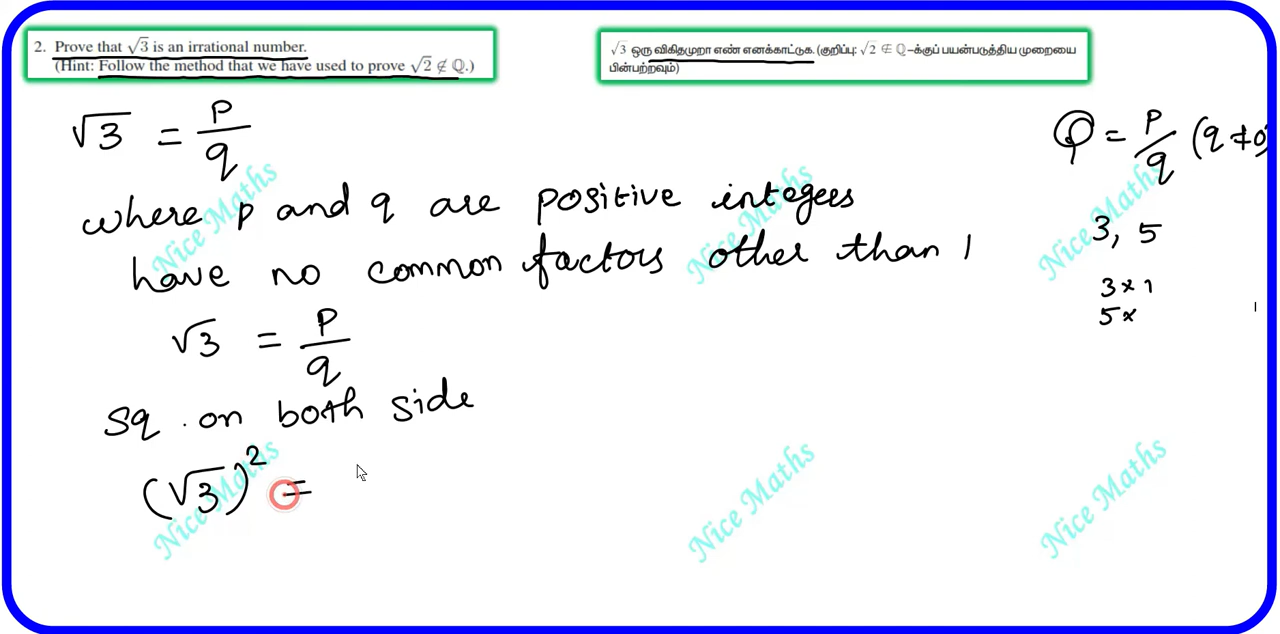 2. Prove that √3 is an irrational number.
(Hint: Follow the method that we have used to prove √2 ∉ ℚ.)
√3 ஒரு விகிதமுறா எண் எனக்காட்டுக. (குறிப்பு: √2 ∉ ℚ –க்குப் பயன்படுத்திய முறையை
பின்பற்றவும்)
√3 = p/q
Q = p/q (q ≠ 0)
where p and q are positive integers
3, 5
have no common factors other than 1
3 × 1
5 ×
√3 = p/q
Sq. on both side
(√3)² =
Nice Maths
Nice Maths
Nice Maths
Nice Maths
Nice Maths
Nice Maths